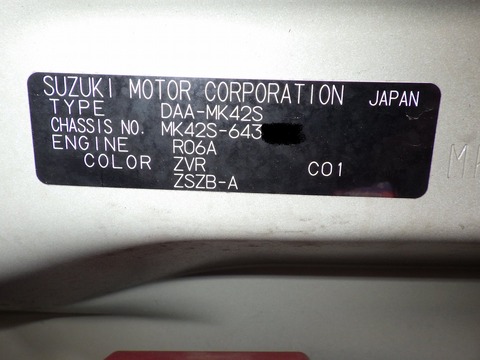 SUZUKI MOTOR CORPORATION JAPAN
TYPE DAA-MK42S
CHASSIS NO. MK42S-643
ENGINE R06A
COLOR ZVR C01
ZSZB-A